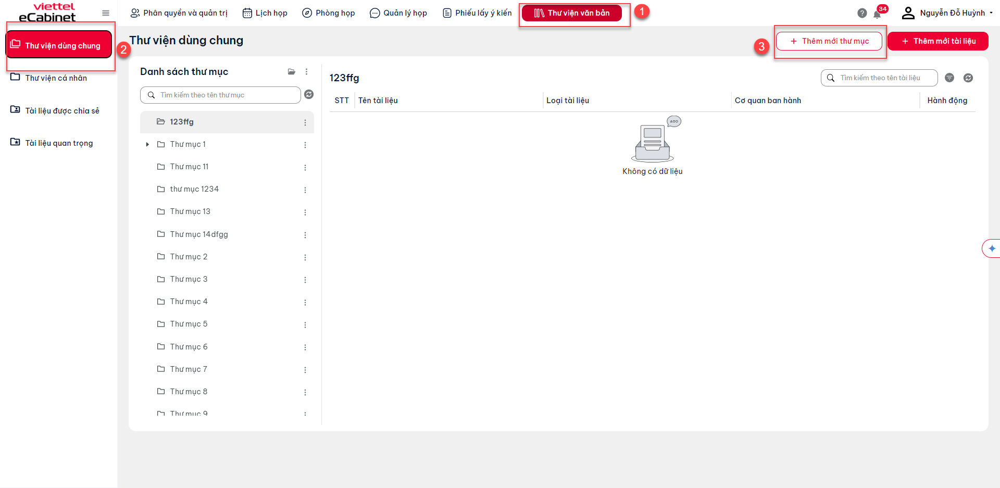 viettel
eCabinet
Phân quyền và quản trị
Lịch họp
Phòng họp
Quản lý họp
Phiếu lấy ý kiến
Thư viện văn bản
1
?
34
Nguyễn Đỗ Huỳnh
Thư viện dùng chung
2
Thư viện cá nhân
Tài liệu được chia sẻ
Tài liệu quan trọng
Thư viện dùng chung
3
+ Thêm mới thư mục
+ Thêm mới tài liệu
Danh sách thư mục
Tìm kiếm theo tên thư mục
123ffg
Thư mục 1
Thư mục 11
thư mục 1234
Thư mục 13
Thư mục 14dfgg
Thư mục 2
Thư mục 3
Thư mục 4
Thư mục 5
Thư mục 6
Thư mục 7
Thư mục 8
Thư mục 9
123ffg
Tìm kiếm theo tên tài liệu
STT
Tên tài liệu
Loại tài liệu
Cơ quan ban hành
Hành động
Không có dữ liệu